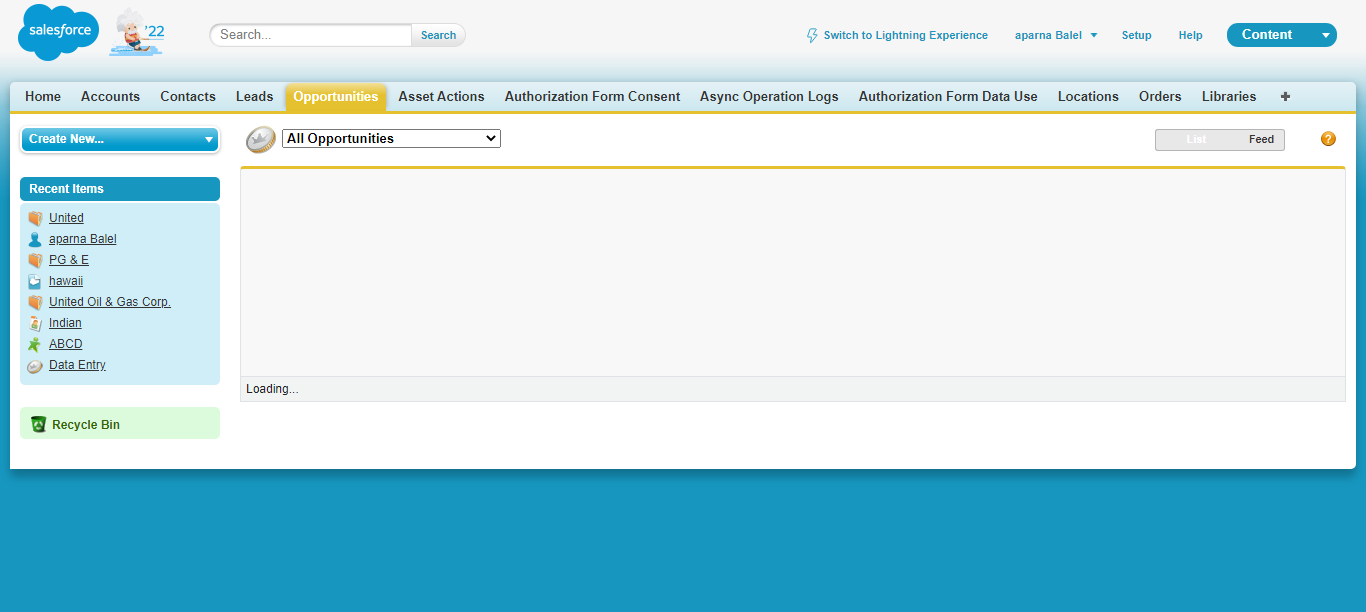 salesforce
'22
Search...
Search
Switch to Lightning Experience
aparna Balel
Setup
Help
Content
Home Accounts Contacts Leads Opportunities Asset Actions Authorization Form Consent Async Operation Logs Authorization Form Data Use Locations Orders Libraries +
Create New...
All Opportunities
List Feed
?
Recent Items
United
aparna Balel
PG & E
hawaii
United Oil & Gas Corp.
Indian
ABCD
Data Entry
Loading...
Recycle Bin